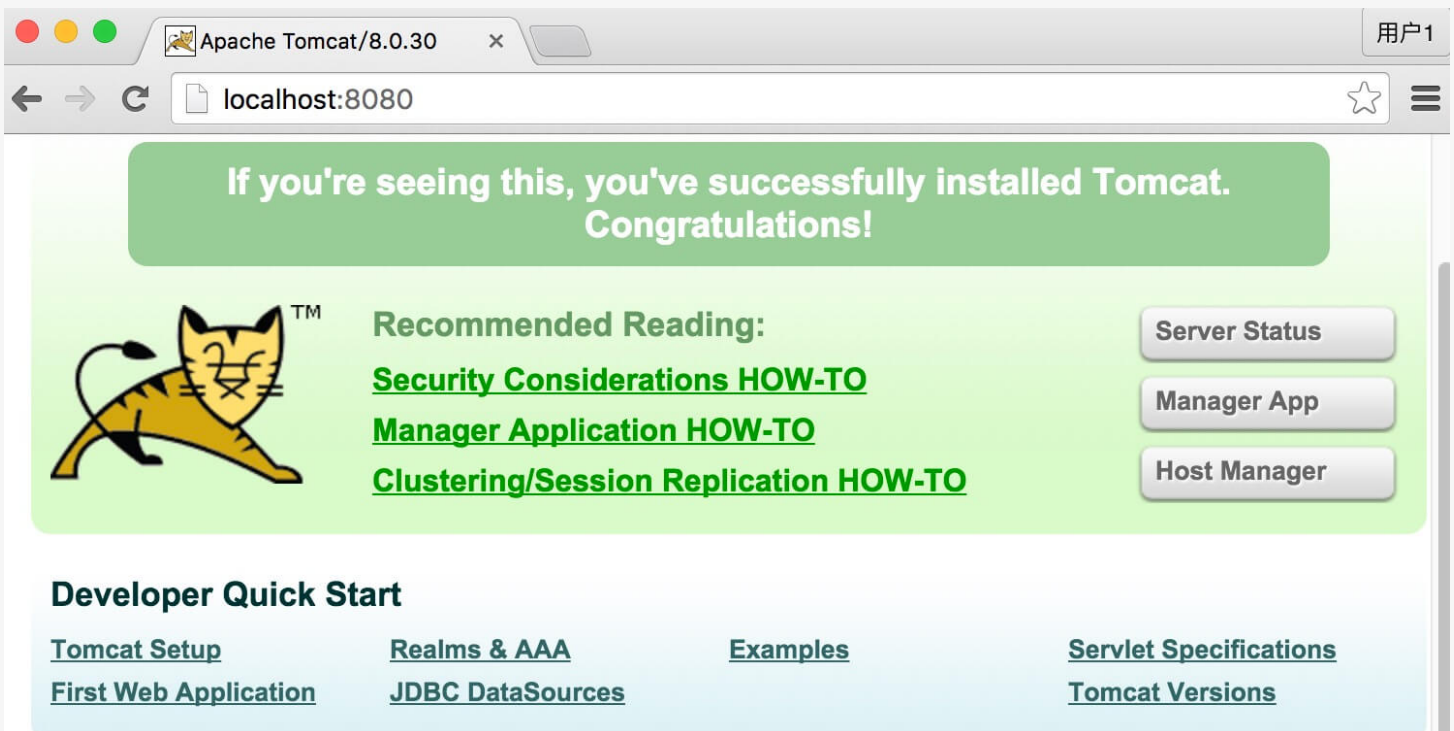 Apache Tomcat/8.0.30
用户1
localhost:8080
If you're seeing this, you've successfully installed Tomcat.
Congratulations!
TM
Recommended Reading:
Security Considerations HOW-TO
Manager Application HOW-TO
Clustering/Session Replication HOW-TO
Server Status
Manager App
Host Manager
Developer Quick Start
Tomcat Setup
Realms & AAA
Examples
Servlet Specifications
First Web Application
JDBC DataSources
Tomcat Versions